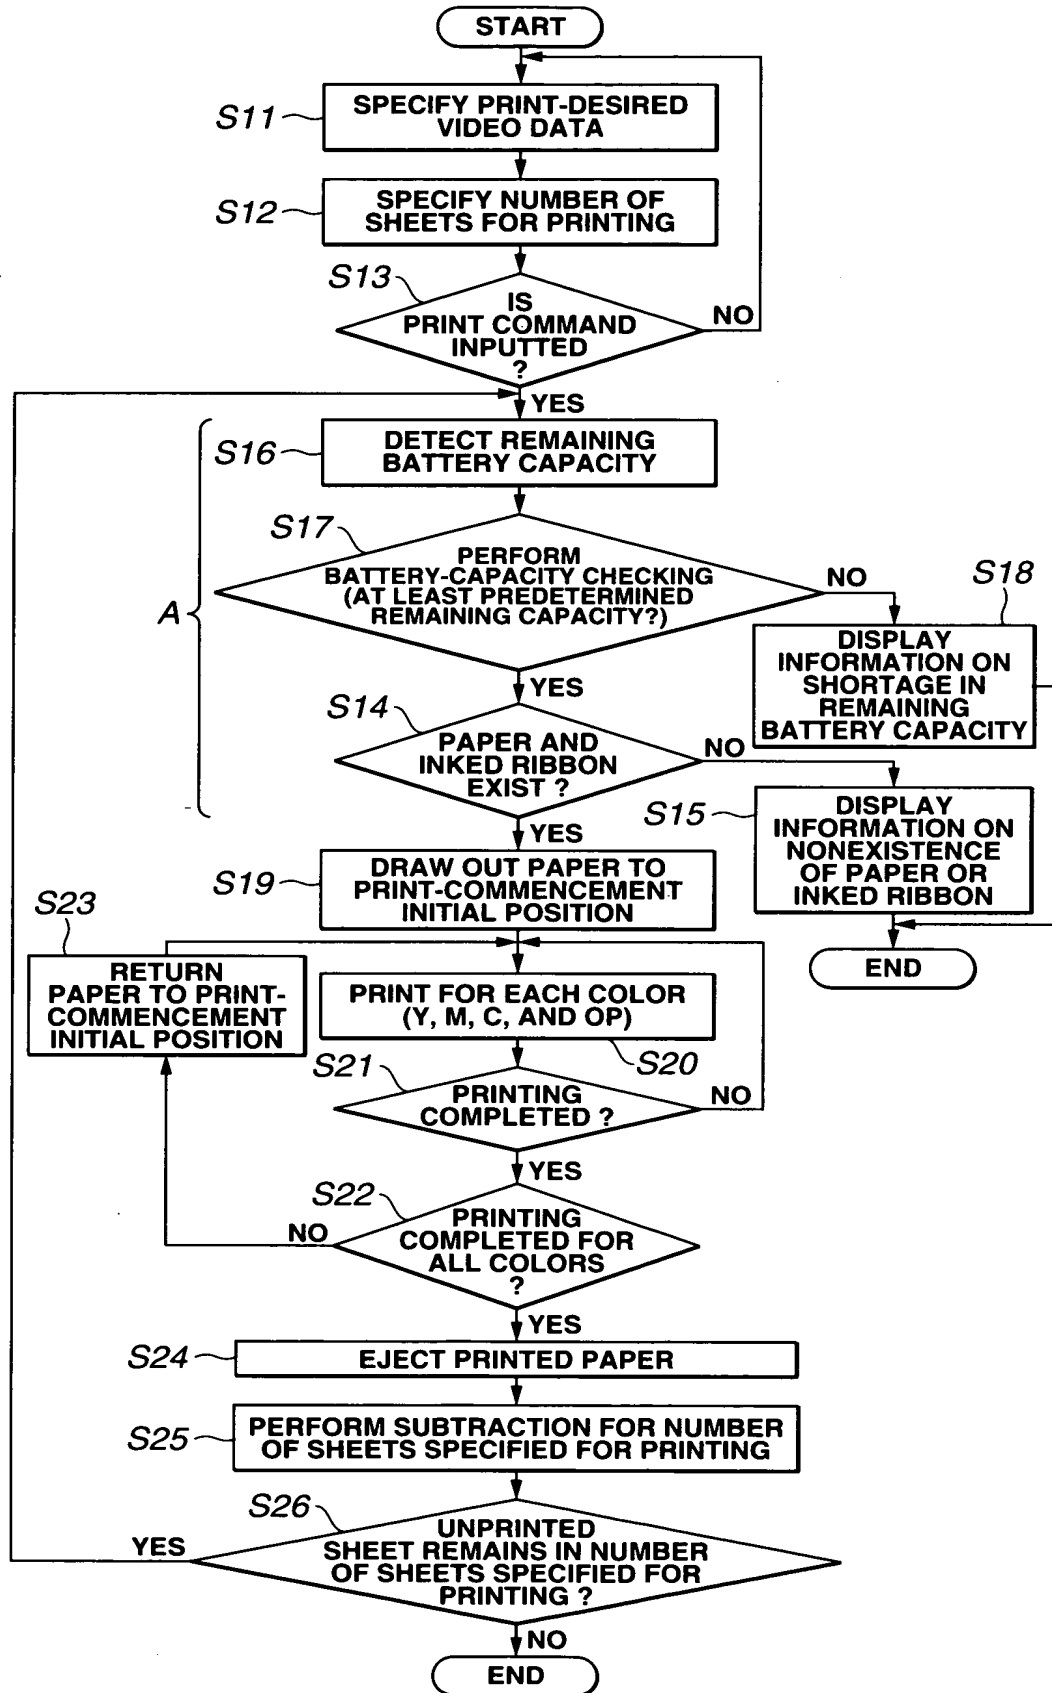 START
S11
SPECIFY PRINT-DESIRED
VIDEO DATA
S12
SPECIFY NUMBER OF
SHEETS FOR PRINTING
S13
IS
PRINT COMMAND
INPUTTED
?
NO
YES
A
S16
DETECT REMAINING
BATTERY CAPACITY
S17
PERFORM
BATTERY-CAPACITY CHECKING
(AT LEAST PREDETERMINED
REMAINING CAPACITY?)
NO
S18
DISPLAY
INFORMATION ON
SHORTAGE IN
REMAINING
BATTERY CAPACITY
YES
S14
PAPER AND
INKED RIBBON
EXIST ?
NO
S15
DISPLAY
INFORMATION ON
NONEXISTENCE
OF PAPER OR
INKED RIBBON
END
YES
S19
DRAW OUT PAPER TO
PRINT-COMMENCEMENT
INITIAL POSITION
S23
RETURN
PAPER TO PRINT-
COMMENCEMENT
INITIAL POSITION
PRINT FOR EACH COLOR
(Y, M, C, AND OP)
S20
S21
PRINTING
COMPLETED ?
NO
YES
S22
PRINTING
COMPLETED FOR
ALL COLORS
?
NO
YES
S24
EJECT PRINTED PAPER
S25
PERFORM SUBTRACTION FOR NUMBER
OF SHEETS SPECIFIED FOR PRINTING
S26
UNPRINTED
SHEET REMAINS IN NUMBER
OF SHEETS SPECIFIED FOR
PRINTING ?
YES
NO
END